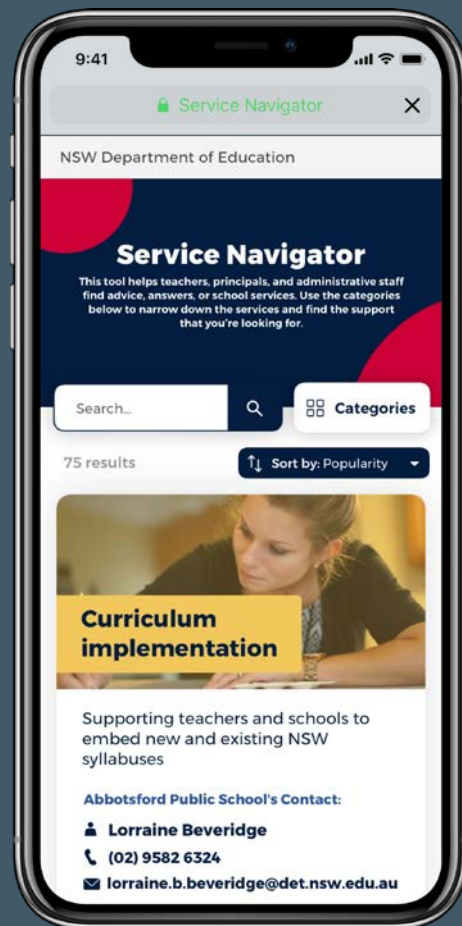 9:41
Service Navigator
NSW Department of Education
Service Navigator
This tool helps teachers, principals, and administrative staff
find advice, answers, or school services. Use the categories
below to narrow down the services and find the support
that you're looking for.
Search...
Categories
75 results
Sort by: Popularity
Curriculum
implementation
Supporting teachers and schools to
embed new and existing NSW
syllabuses
Abbotsford Public School's Contact:
Lorraine Beveridge
(02) 9582 6324
lorraine.b.beveridge@det.nsw.edu.au